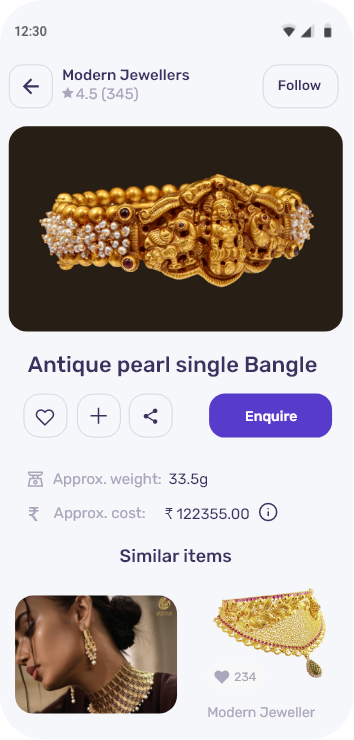 12:30
Modern Jewellers
4.5 (345)
Follow
Antique pearl single Bangle
Enquire
Approx. weight: 33.5g
₹ Approx. cost: ₹ 122355.00
Similar items
234
Modern Jeweller